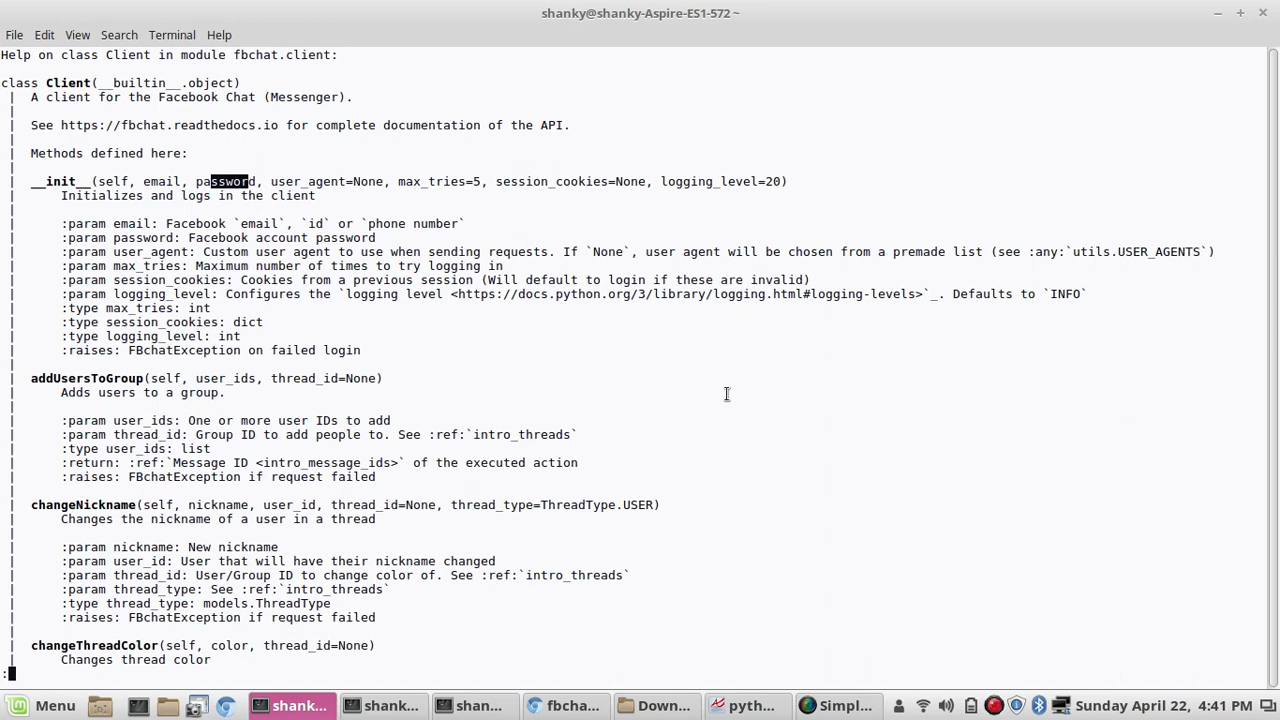 shanky@shanky-Aspire-ES1-572 ~
File Edit View Search Terminal Help
Help on class Client in module fbchat.client:
class Client(__builtin__.object)
| A client for the Facebook Chat (Messenger).
|
| See https://fbchat.readthedocs.io for complete documentation of the API.
|
| Methods defined here:
|
| __init__(self, email, password, user_agent=None, max_tries=5, session_cookies=None, logging_level=20)
| Initializes and logs in the client
|
| :param email: Facebook `email`, `id` or `phone number`
| :param password: Facebook account password
| :param user_agent: Custom user agent to use when sending requests. If `None`, user agent will be chosen from a premade list (see :any:`utils.USER_AGENTS`)
| :param max_tries: Maximum number of times to try logging in
| :param session_cookies: Cookies from a previous session (Will default to login if these are invalid)
| :param logging_level: Configures the `logging level <https://docs.python.org/3/library/logging.html#logging-levels>`_. Defaults to `INFO`
| :type max_tries: int
| :type session_cookies: dict
| :type logging_level: int
| :raises: FBchatException on failed login
|
| addUsersToGroup(self, user_ids, thread_id=None)
| Adds users to a group.
|
| :param user_ids: One or more user IDs to add
| :param thread_id: Group ID to add people to. See :ref:`intro_threads`
| :type user_ids: list
| :return: :ref:`Message ID <intro_message_ids>` of the executed action
| :raises: FBchatException if request failed
|
| changeNickname(self, nickname, user_id, thread_id=None, thread_type=ThreadType.USER)
| Changes the nickname of a user in a thread
|
| :param nickname: New nickname
| :param user_id: User that will have their nickname changed
| :param thread_id: User/Group ID to change color of. See :ref:`intro_threads`
| :param thread_type: See :ref:`intro_threads`
| :type thread_type: models.ThreadType
| :raises: FBchatException if request failed
|
| changeThreadColor(self, color, thread_id=None)
| Changes thread color
:
Menu shank... shank... shan... fbcha... Down... pyth... Simpl... Sunday April 22, 4:41 PM